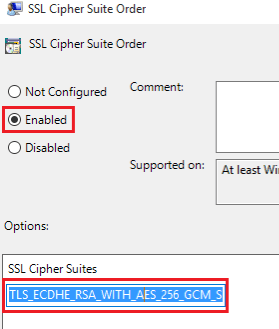 SSL Cipher Suite Order
SSL Cipher Suite Order
Not Configured
Comment:
Enabled
Disabled
Supported on:
At least Win
Options:
SSL Cipher Suites
TLS_ECDHE_RSA_WITH_AES_256_GCM_S